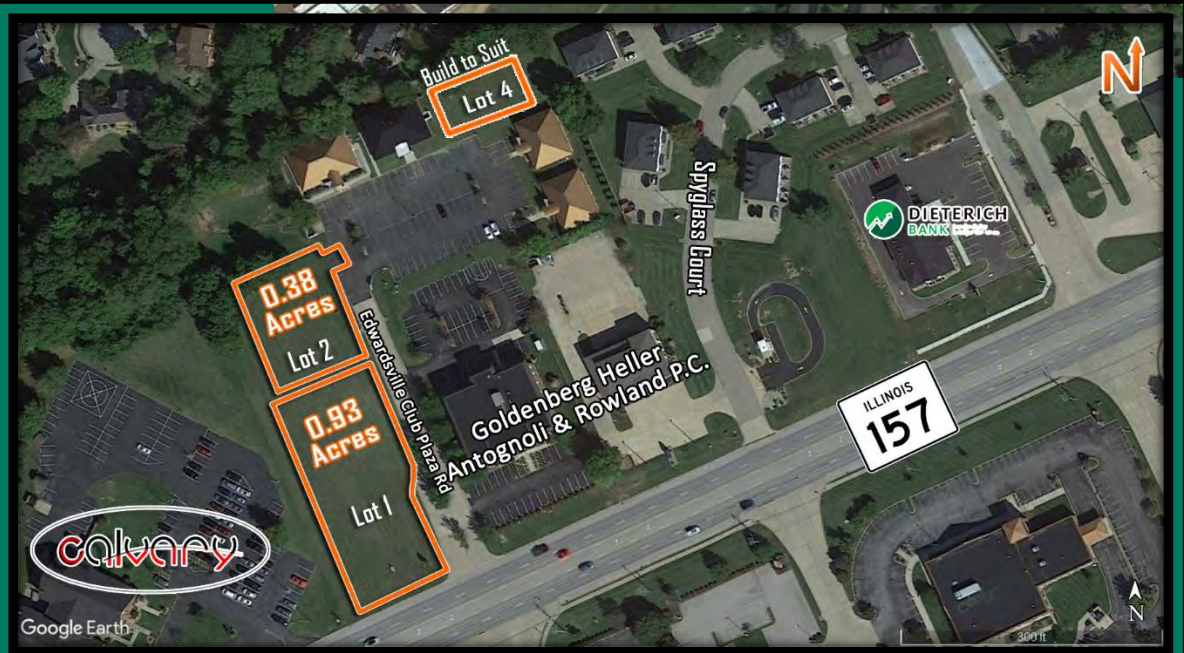 Build to Suit
Lot 4
N
Spyglass Court
DIETERICH
BANK
0.38
Acres
Lot 2
Edwardsville Club Plaza Rd
0.93
Acres
Lot 1
Goldenberg Heller
Antognoli & Rowland P.C.
ILLINOIS
157
calvary
Google Earth
N
300 ft